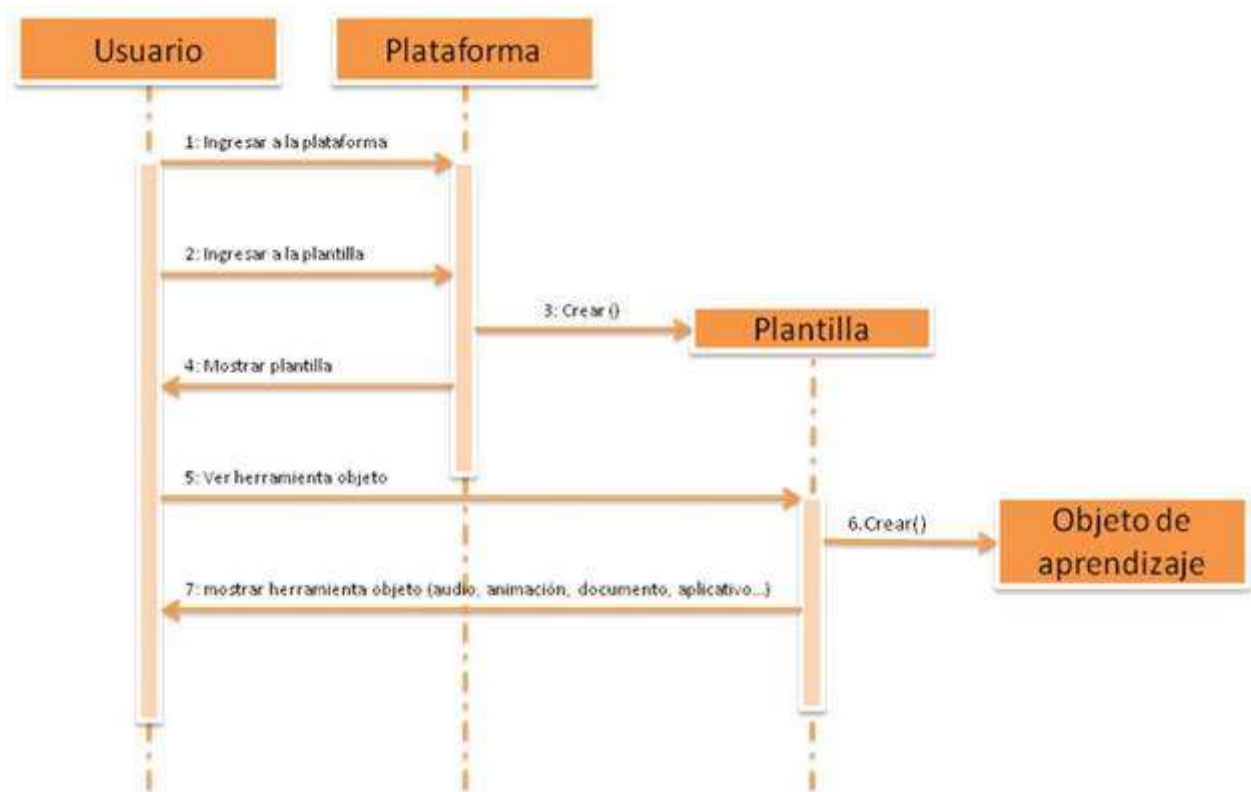 Usuario
Plataforma
1: Ingresar a la plataforma
2: Ingresar a la plantilla
3: Crear ()
Plantilla
4: Mostrar plantilla
5: Ver herramienta objeto
6.Crear()
Objeto de
aprendizaje
7: mostrar herramienta objeto (audio, animación, documento, aplicativo...)